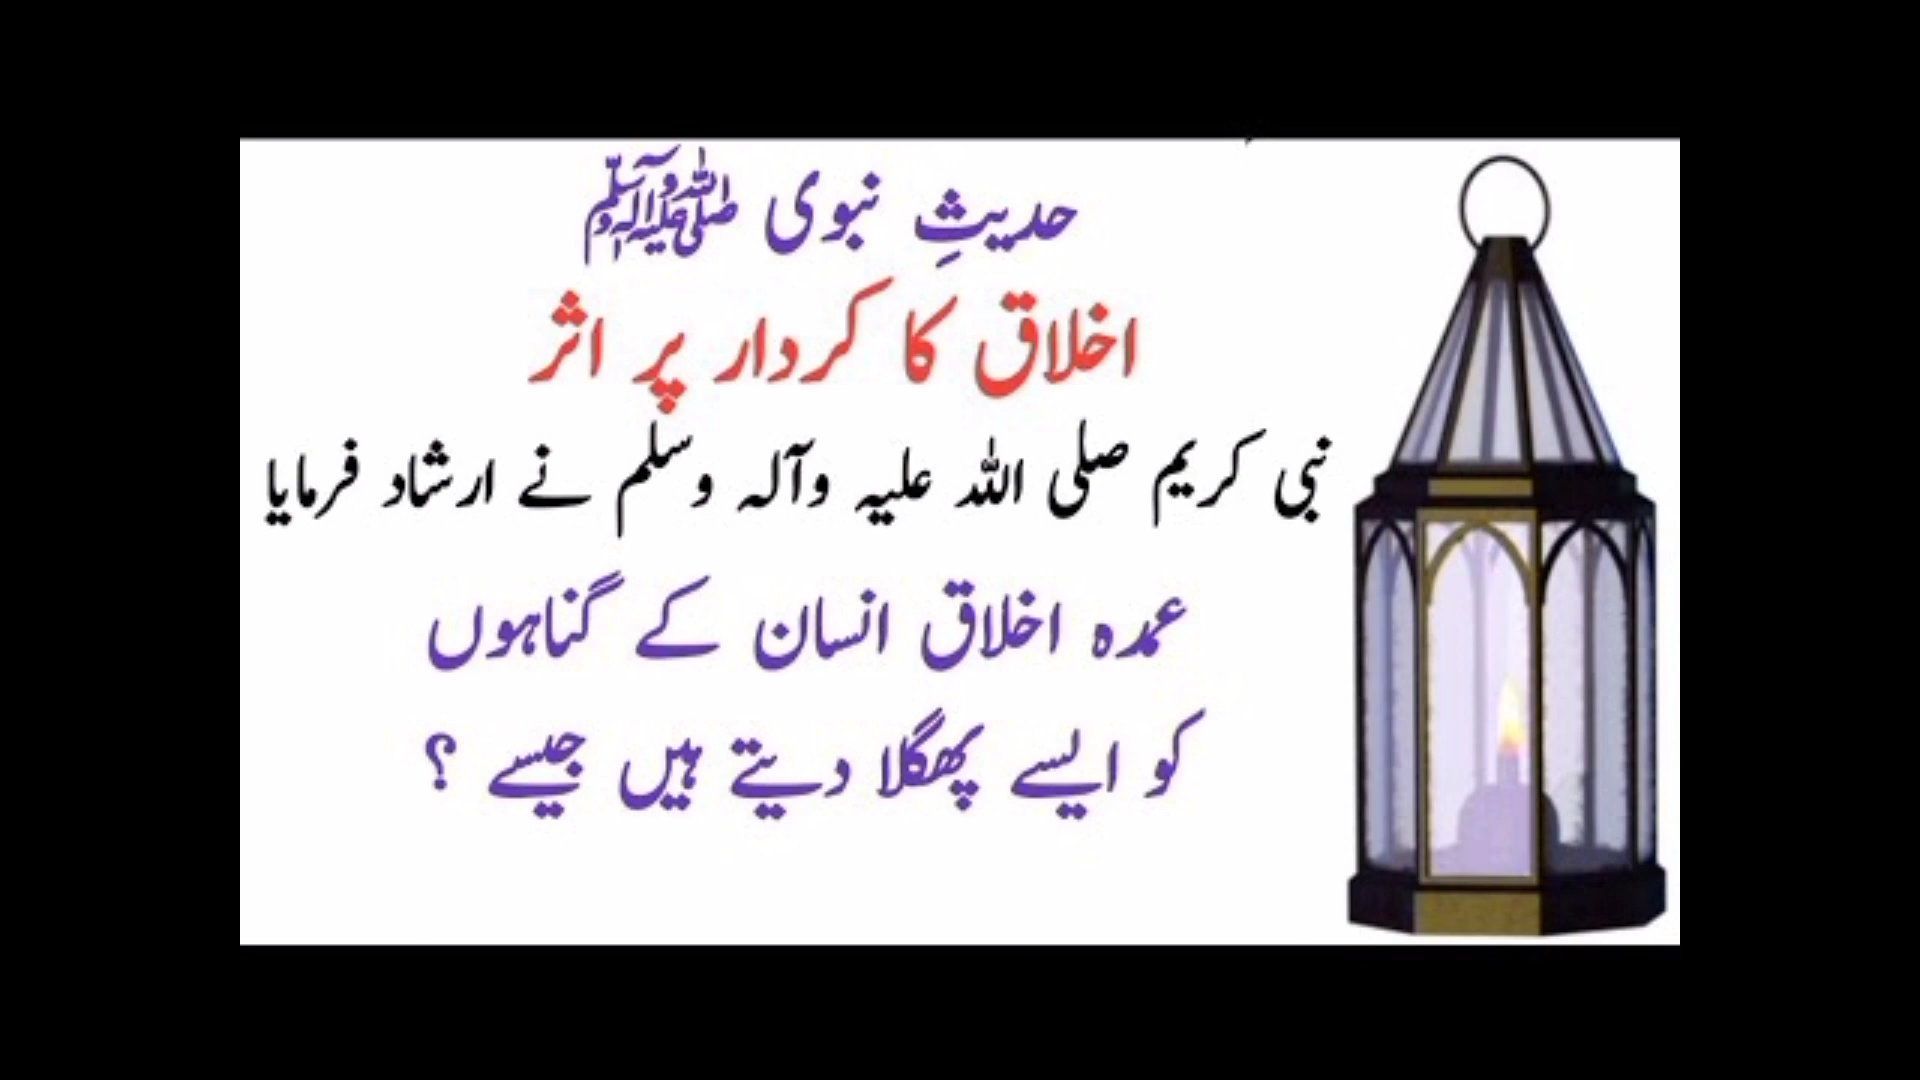 حدیثِ نبوی ﷺ
اخلاق کا کردار پر اثر
نبی کریم صلی اللہ علیہ وآلہ وسلم نے ارشاد فرمایا
عمدہ اخلاق انسان کے گناہوں
کو ایسے پھگلا دیتے ہیں جیسے ؟